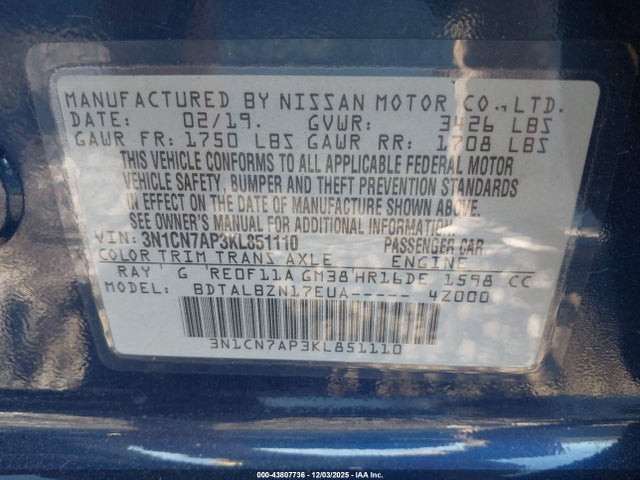 MANUFACTURED BY NISSAN MOTOR CO., LTD.
DATE: 02/19. GVWR: 3426 LBS
GAWR FR: 1750 LBS GAWR RR: 1708 LBS
THIS VEHICLE CONFORMS TO ALL APPLICABLE FEDERAL MOTOR
VEHICLE SAFETY, BUMPER AND THEFT PREVENTION STANDARDS
IN EFFECT ON THE DATE OF MANUFACTURE SHOWN ABOVE.
SEE OWNER'S MANUAL FOR ADDITIONAL INFORMATION.
VIN: 3N1CN7AP3KL851110 PASSENGER CAR
COLOR TRIM TRANS AXLE ENGINE
RAY G RE0F11A GM38 HR16DE 1598 CC
MODEL: BDTALBZN17EUA----- 4Z000
3N1CN7AP3KL851110
000-43807736 - 12/03/2025 - IAA Inc.